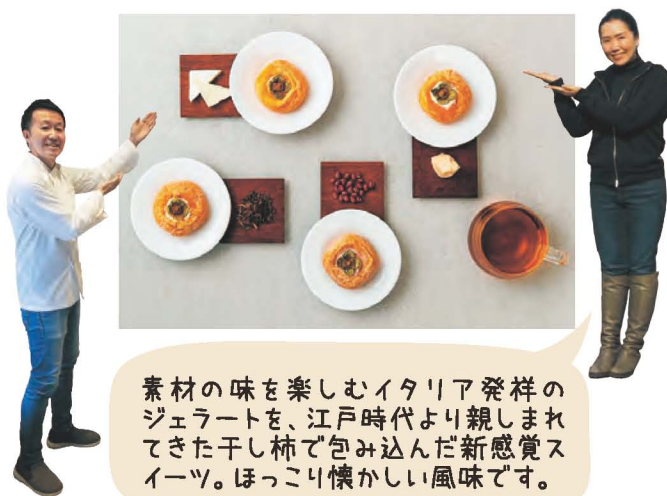 素材の味を楽しむイタリア発祥の
ジェラートを、江戸時代より親しまれ
てきた干し柿で包み込んだ新感覚ス
イーツ。ほっこり懐かしい風味です。